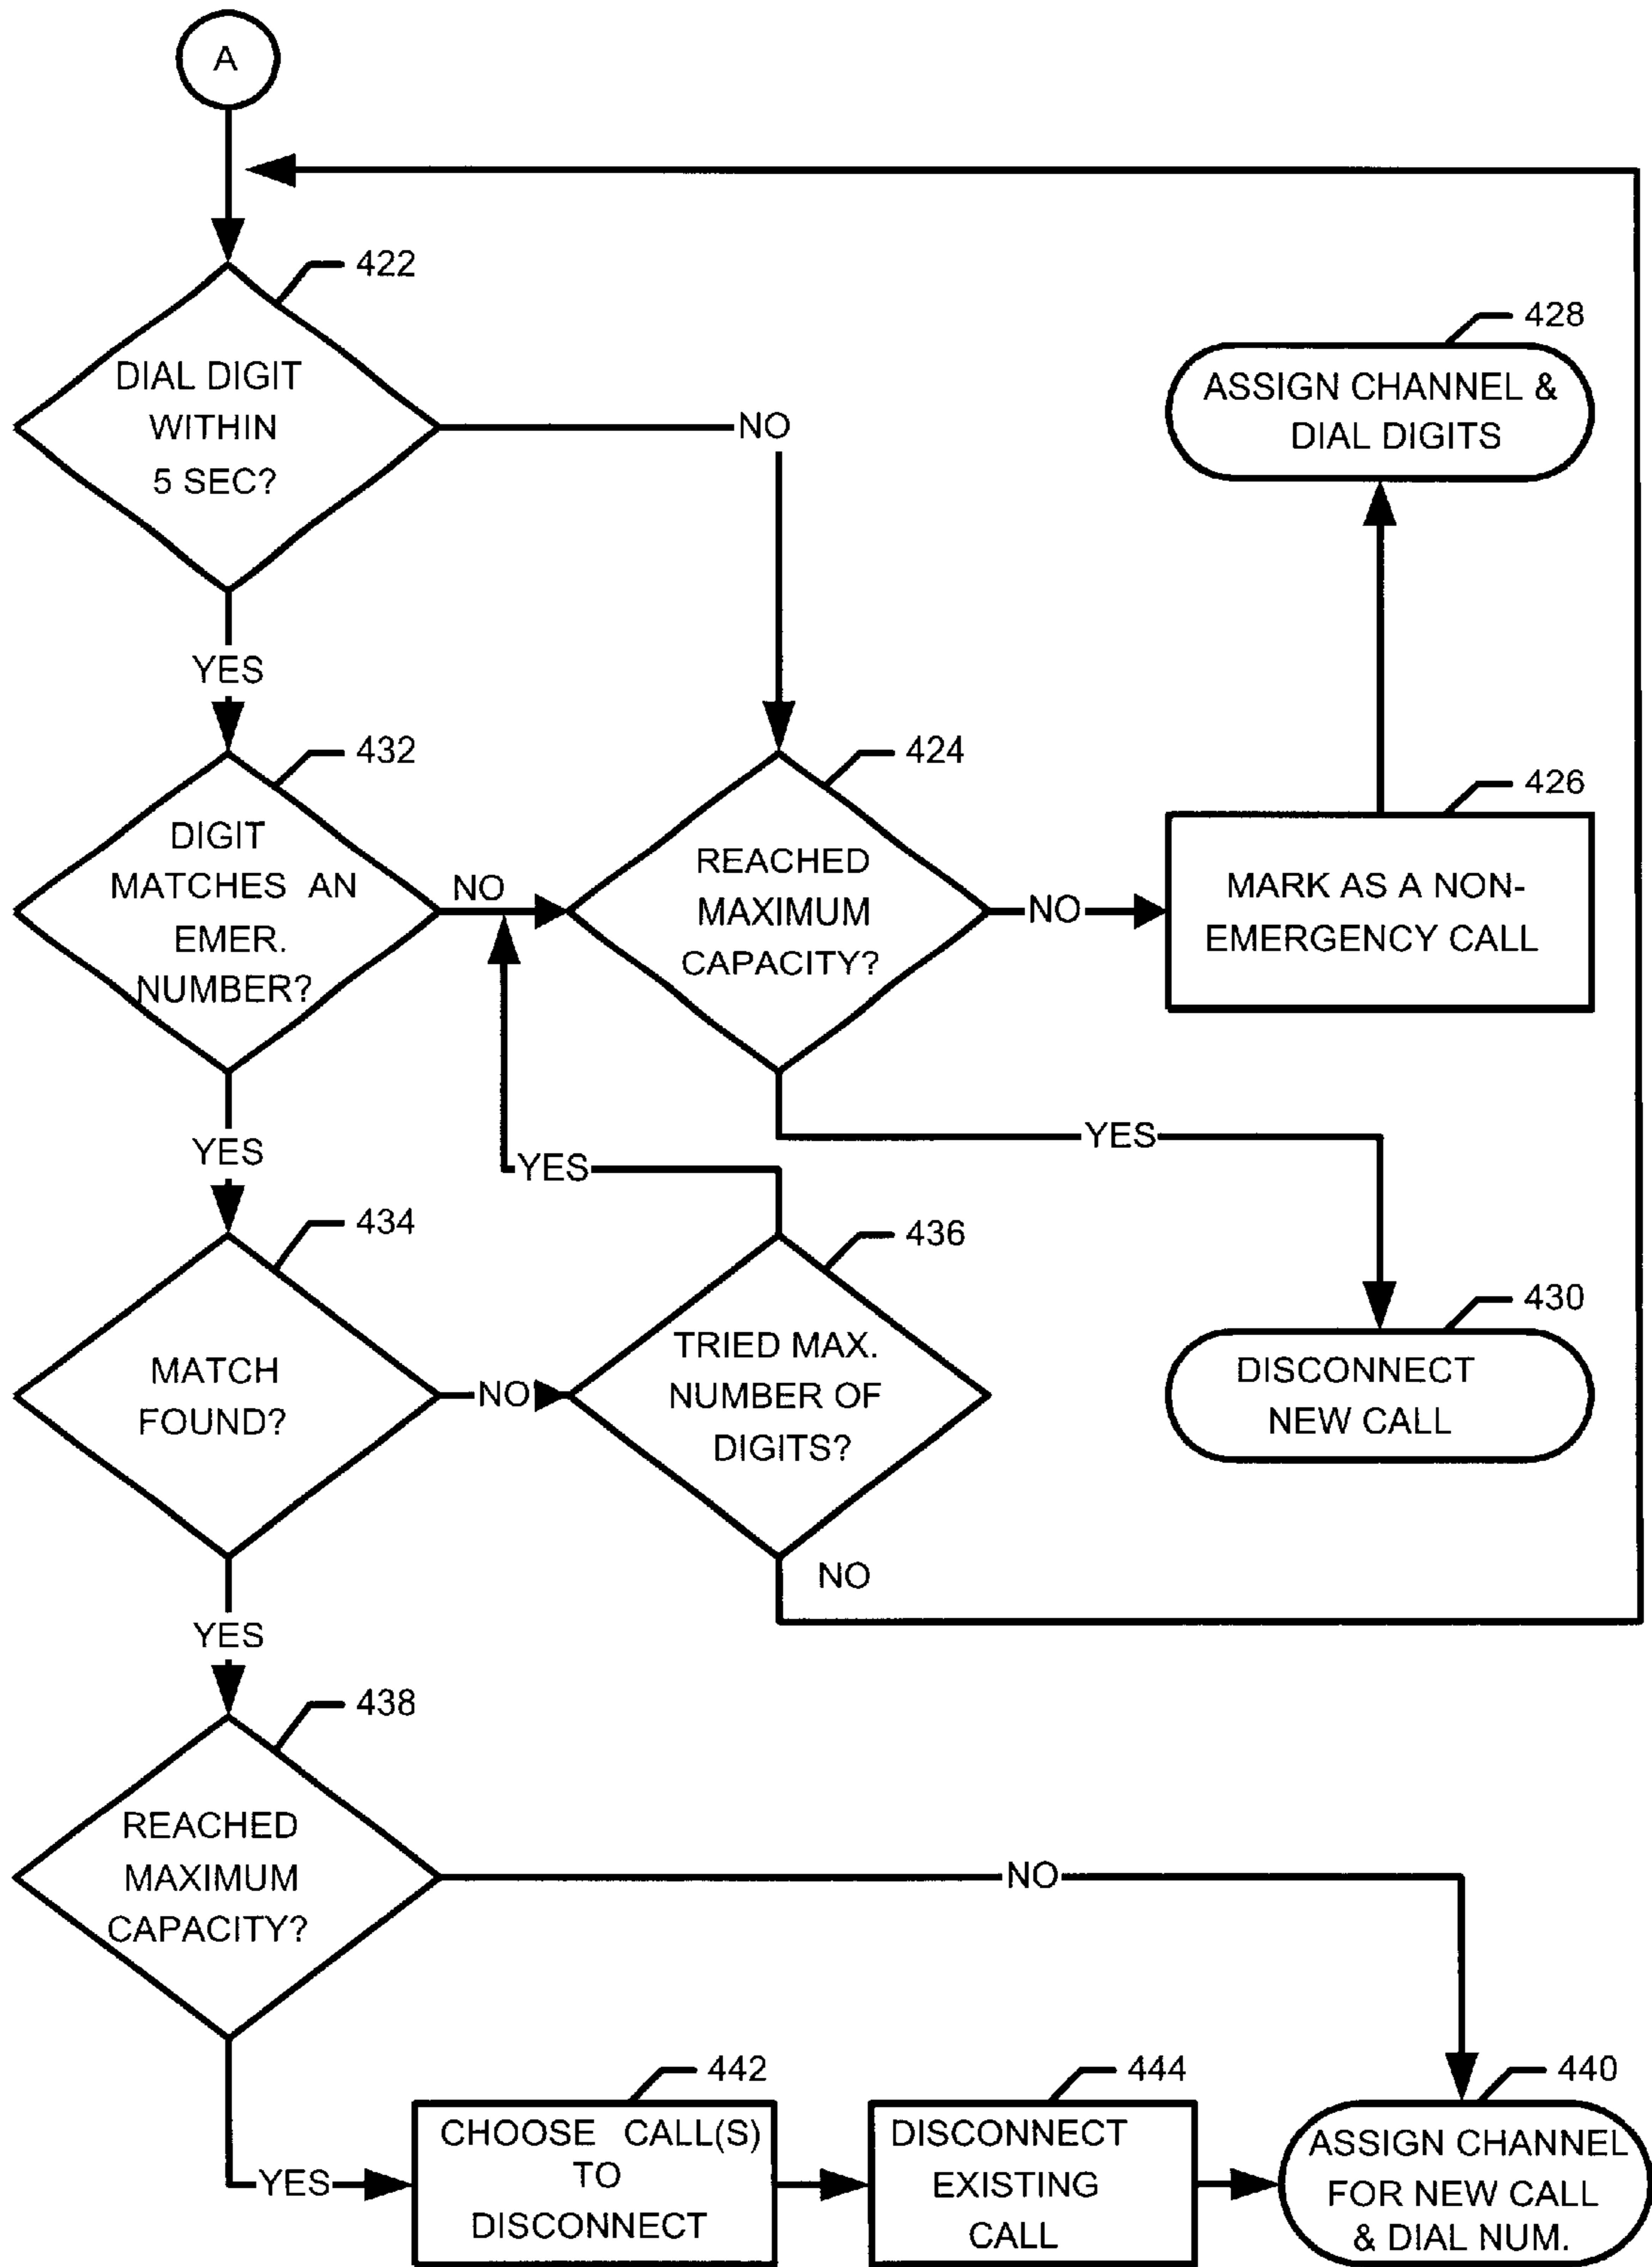 A
422
DIAL DIGIT
WITHIN
5 SEC?
NO
YES
428
ASSIGN CHANNEL &
DIAL DIGITS
432
DIGIT
MATCHES AN
EMER.
NUMBER?
NO
YES
424
REACHED
MAXIMUM
CAPACITY?
NO
YES
426
MARK AS A NON-
EMERGENCY CALL
434
MATCH
FOUND?
NO
YES
436
TRIED MAX.
NUMBER OF
DIGITS?
YES
NO
430
DISCONNECT
NEW CALL
438
REACHED
MAXIMUM
CAPACITY?
NO
YES
442
CHOOSE CALL(S)
TO
DISCONNECT
444
DISCONNECT
EXISTING
CALL
440
ASSIGN CHANNEL
FOR NEW CALL
& DIAL NUM.